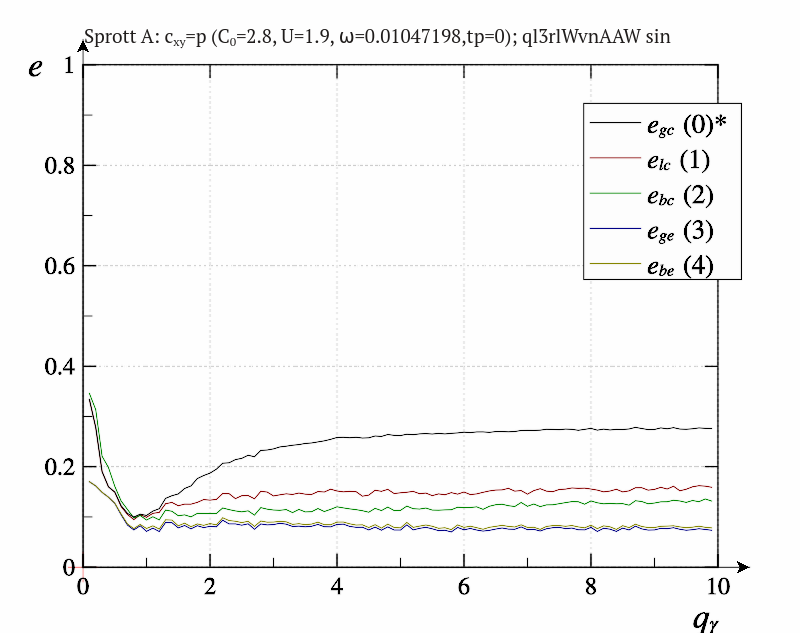 Sprott A: cxy=p (C0=2.8, U=1.9, ω=0.01047198,tp=0); ql3rlWvnAAW sin
e
1
0.8
0.6
0.4
0.2
0
egc (0)*
elc (1)
ebc (2)
ege (3)
ebe (4)
0 2 4 6 8 10
qγ